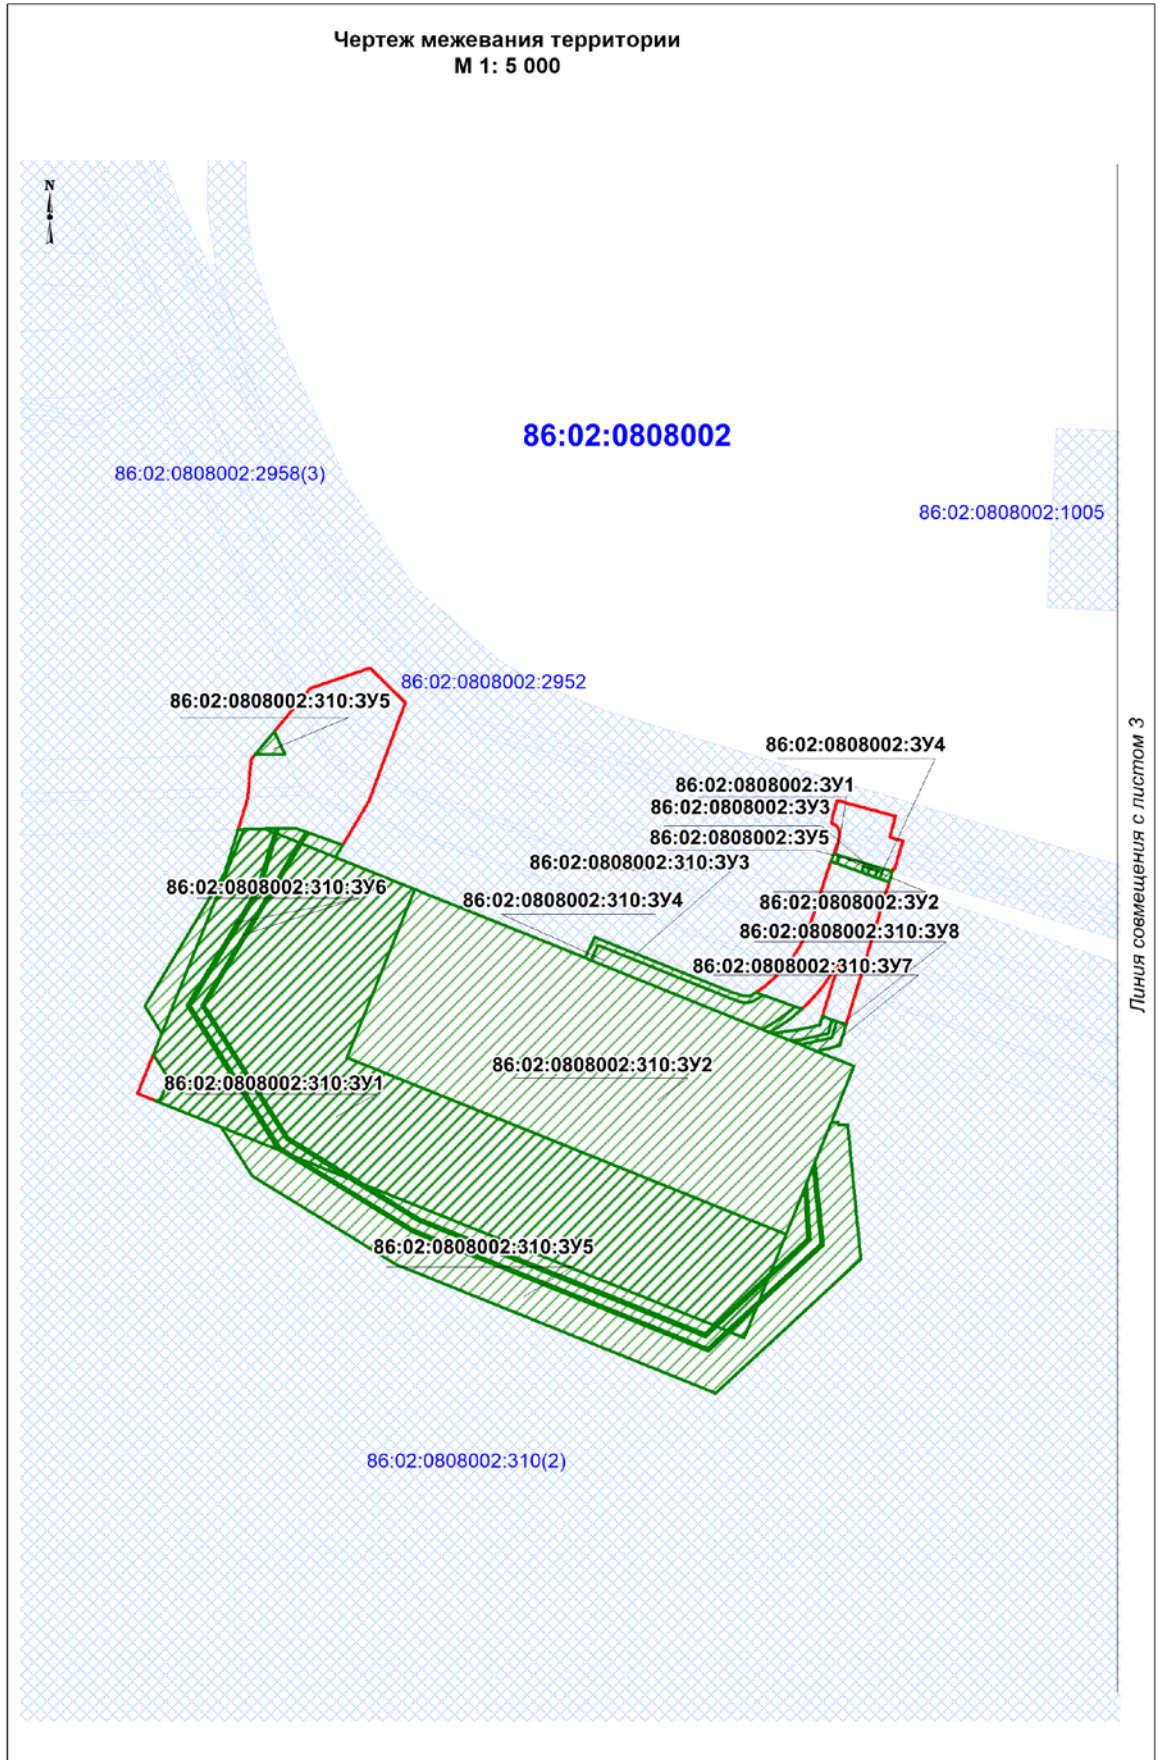 Чертеж межевания территории
М 1: 5 000
N
86:02:0808002
86:02:0808002:2958(3)
86:02:0808002:1005
86:02:0808002:2952
86:02:0808002:310:ЗУ5
86:02:0808002:ЗУ4
86:02:0808002:ЗУ1
86:02:0808002:ЗУ3
86:02:0808002:ЗУ5
86:02:0808002:310:ЗУ3
86:02:0808002:310:ЗУ6
86:02:0808002:310:ЗУ4
86:02:0808002:ЗУ2
86:02:0808002:310:ЗУ8
86:02:0808002:310:ЗУ7
86:02:0808002:310:ЗУ2
86:02:0808002:310:ЗУ1
86:02:0808002:310:ЗУ5
86:02:0808002:310(2)
Линия совмещения с листом 3